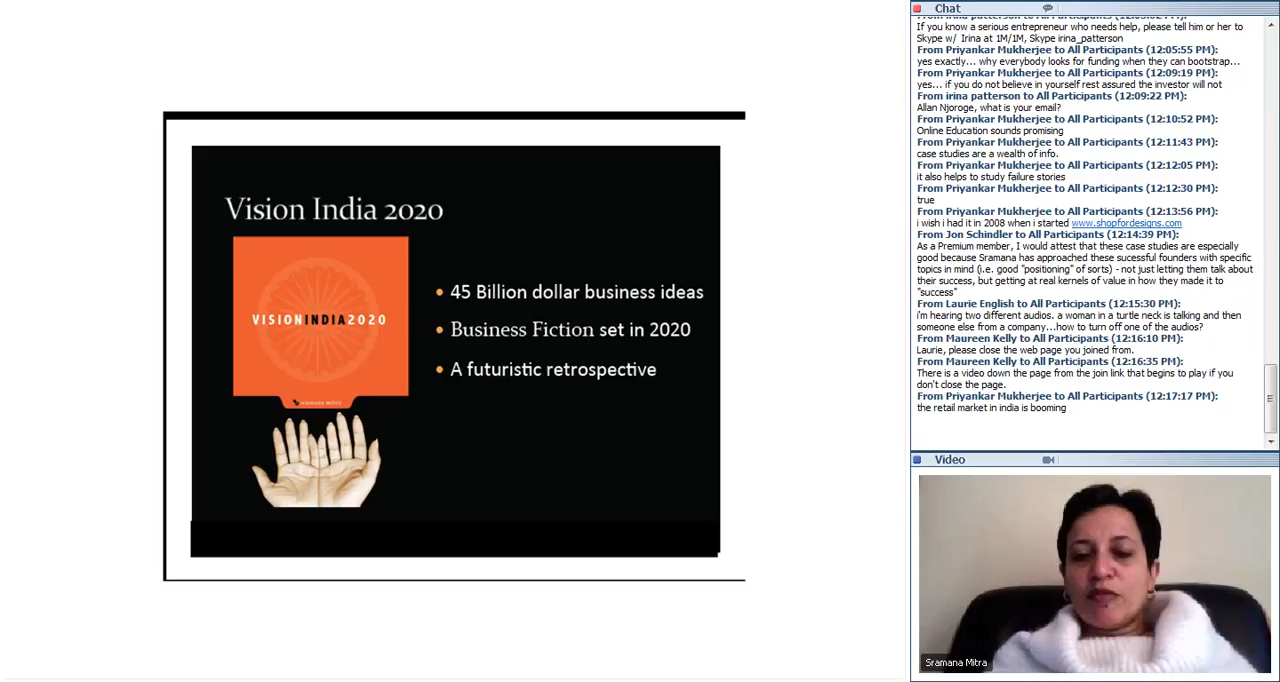 Vision India 2020
VISIONINDIA2020
SRAMANA MITRA
• 45 Billion dollar business ideas
• Business Fiction set in 2020
• A futuristic retrospective
Chat
If you know a serious entrepreneur who needs help, please tell him or her to
Skype w/ Irina at 1M/1M, Skype irina_patterson
From Priyankar Mukherjee to All Participants (12:05:55 PM):
yes exactly... why everybody looks for funding when they can bootstrap...
From Priyankar Mukherjee to All Participants (12:09:19 PM):
yes... if you do not believe in yourself rest assured the investor will not
From irina patterson to All Participants (12:09:22 PM):
Allan Njoroge, what is your email?
From Priyankar Mukherjee to All Participants (12:10:52 PM):
Online Education sounds promising
From Priyankar Mukherjee to All Participants (12:11:43 PM):
case studies are a wealth of info.
From Priyankar Mukherjee to All Participants (12:12:05 PM):
it also helps to study failure stories
From Priyankar Mukherjee to All Participants (12:12:30 PM):
true
From Priyankar Mukherjee to All Participants (12:13:56 PM):
i wish i had it in 2008 when i started www.shopfordesigns.com
From Jon Schindler to All Participants (12:14:39 PM):
As a Premium member, I would attest that these case studies are especially
good because Sramana has approached these sucessful founders with specific
topics in mind (i.e. good "positioning" of sorts) - not just letting them talk about
their success, but getting at real kernels of value in how they made it to
"success"
From Laurie English to All Participants (12:15:30 PM):
i'm hearing two different audios. a woman in a turtle neck is talking and then
someone else from a company...how to turn off one of the audios?
From Maureen Kelly to All Participants (12:16:10 PM):
Laurie, please close the web page you joined from.
From Maureen Kelly to All Participants (12:16:35 PM):
There is a video down the page from the join link that begins to play if you
don't close the page.
From Priyankar Mukherjee to All Participants (12:17:17 PM):
the retail market in india is booming
Video
Sramana Mitra